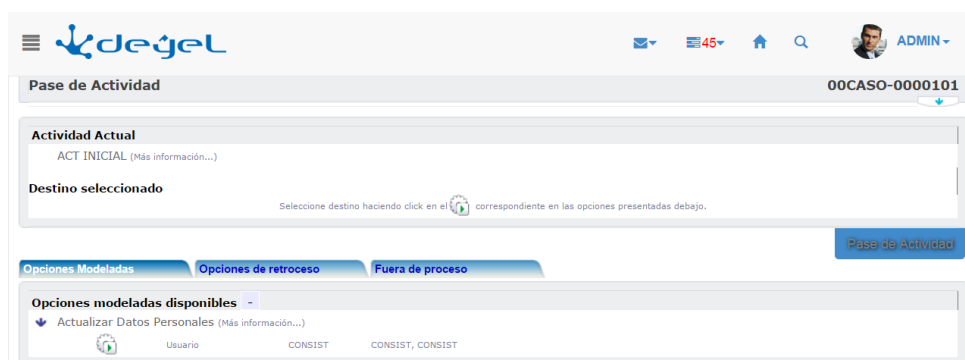 deyel
45
ADMIN
Pase de Actividad 00CASO-0000101
Actividad Actual
ACT INICIAL (Más información...)
Destino seleccionado
Seleccione destino haciendo click en el correspondiente en las opciones presentadas debajo.
Pase de Actividad
Opciones Modeladas Opciones de retroceso Fuera de proceso
Opciones modeladas disponibles -
Actualizar Datos Personales (Más información...)
Usuario CONSIST CONSIST, CONSIST